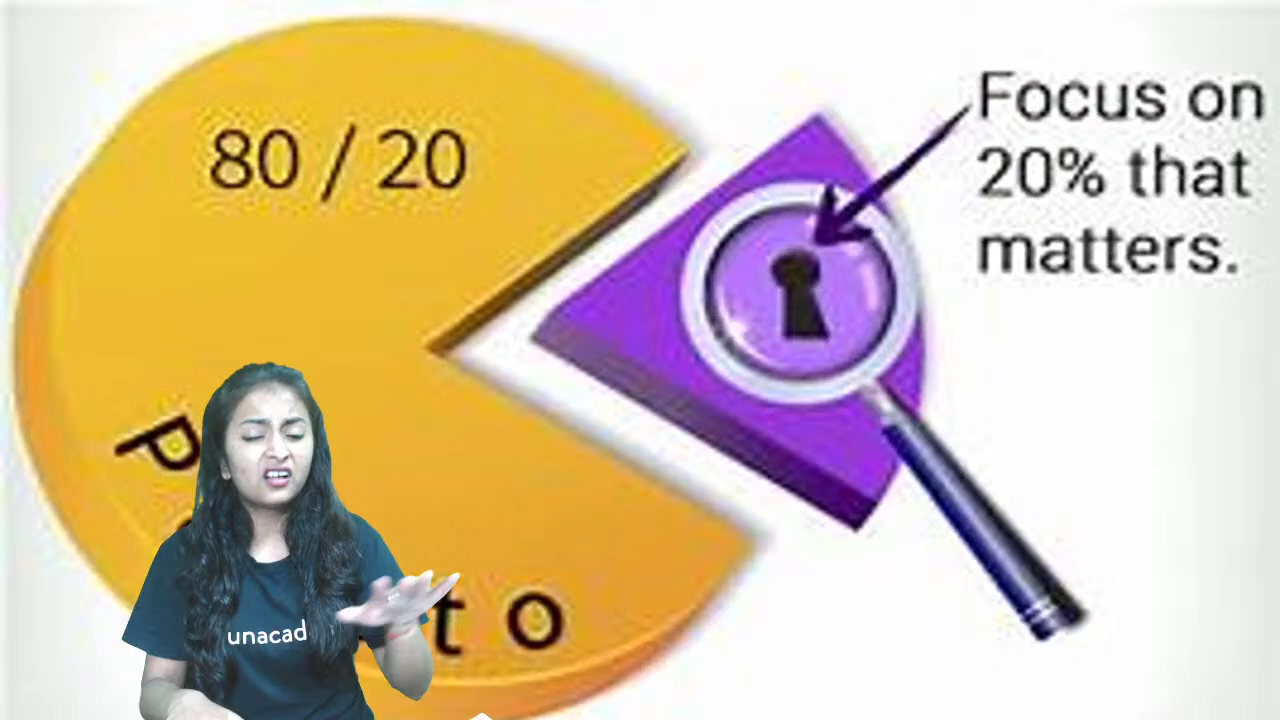 80 / 20
Focus on
20% that
matters.
P
t o
unacad